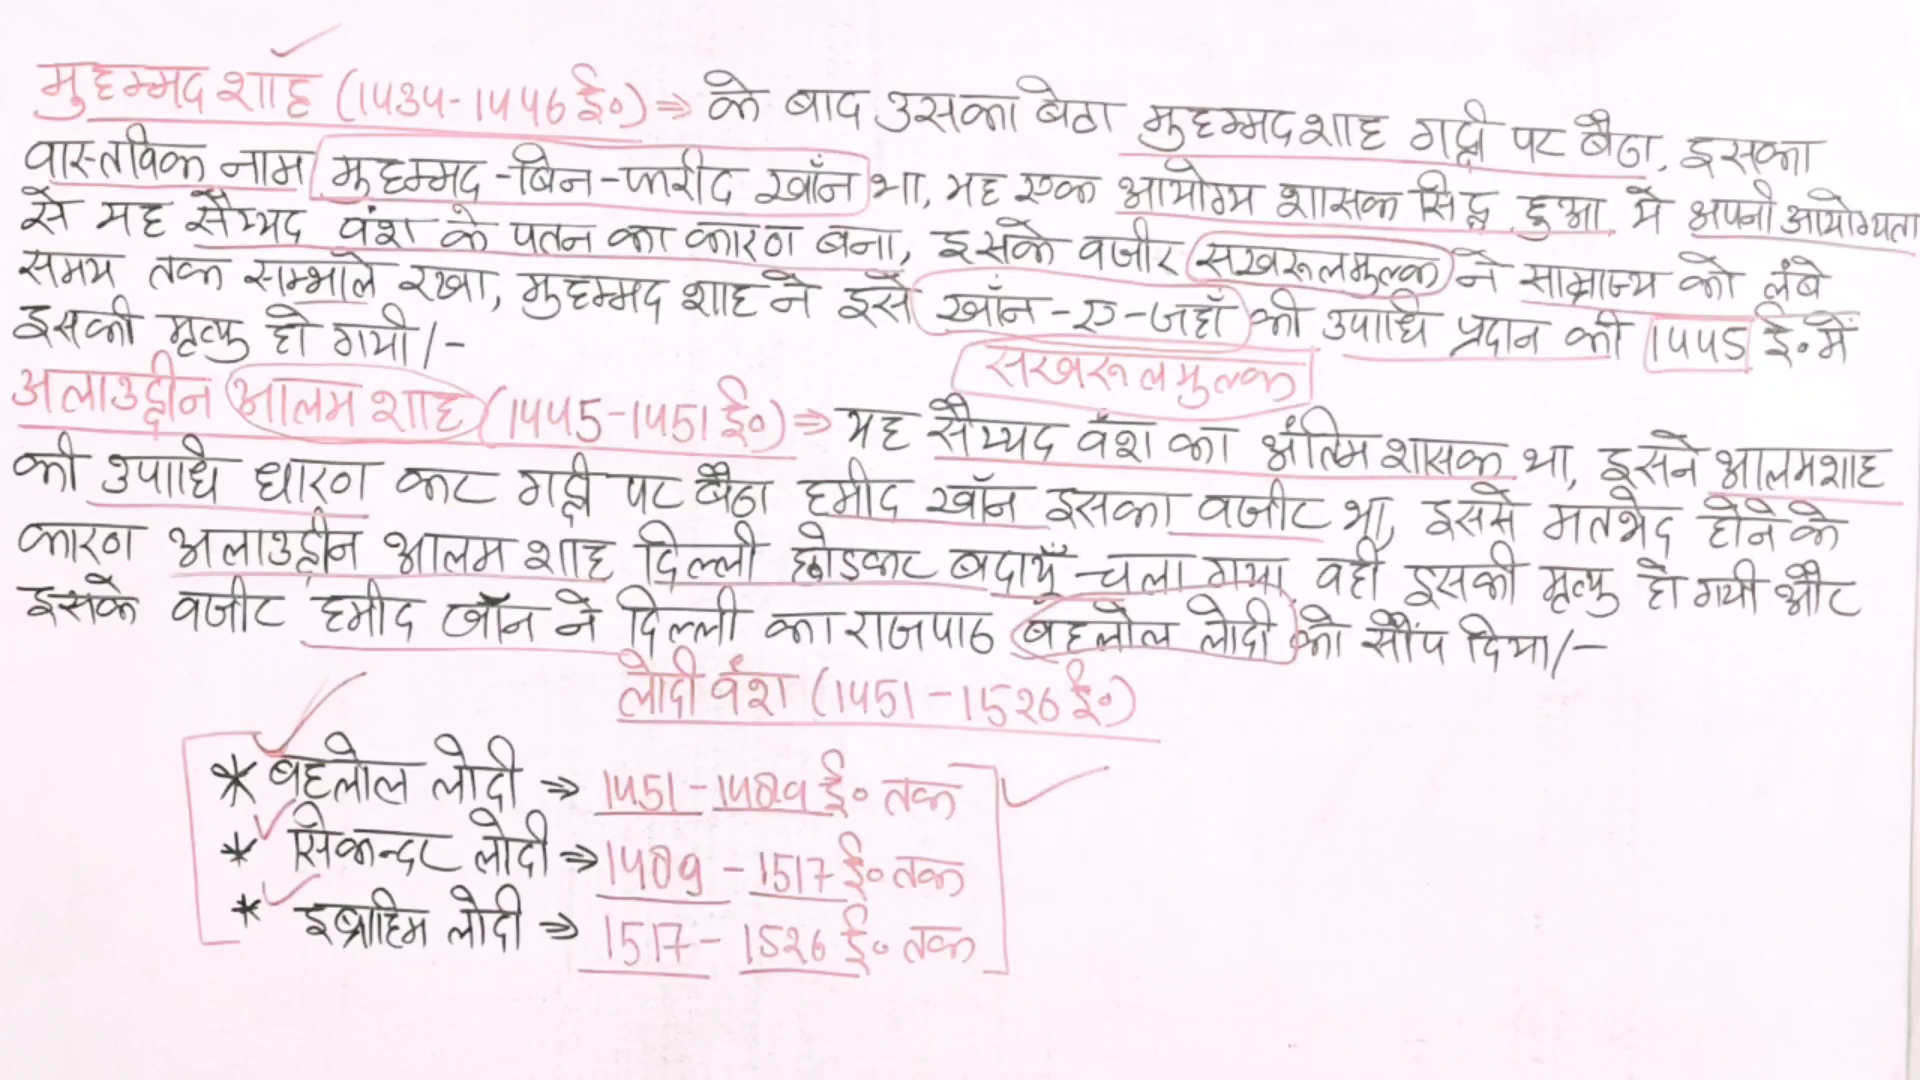 मुहम्मद शाह (1434-1446 ई०) ⇒ के बाद उसका बेठा मुहम्मद शाह गद्दी पर बैठा, इसका
वास्तविक नाम मुहम्मद-बिन-फरीद खाँन था, यह एक आयोग्य शासक सिद्ध हुआ में अपनी आयोग्यता
से यह सैय्यद वंश के पतन का कारण बना, इसके वजीर सखरूलमुल्क ने साम्राज्य को लंबे
समय तक सम्भाले रखा, मुहम्मद शाह ने इसे खाँन-ए-जहाँ की उपाधि प्रदान की 1445 ई० में
इसकी मृत्यु हो गयी/-
सरखरूलमुल्क
अलाउद्दीन आलम शाह (1445-1451 ई०) ⇒ यह सैय्यद वंश का अंतिम शासक था, इसने आलमशाह
की उपाधि धारण कर गद्दी पर बैठा हमीद खाँन इसका वजीर था, इससे मतभेद होने के
कारण अलाउद्दीन आलम शाह दिल्ली छोडकर बदायूँ चला गया, वही इसकी मृत्यु हो गयी और
इसके वजीर हमीद खाँन ने दिल्ली का राजपाठ बहलोल लोदी को सौंप दिया/-
लोदी वंश (1451-1526 ई०)
* बहलोल लोदी ⇒ 1451-1489 ई० तक
* सिकन्दर लोदी ⇒ 1489-1517 ई० तक
* इब्राहिम लोदी ⇒ 1517-1526 ई० तक